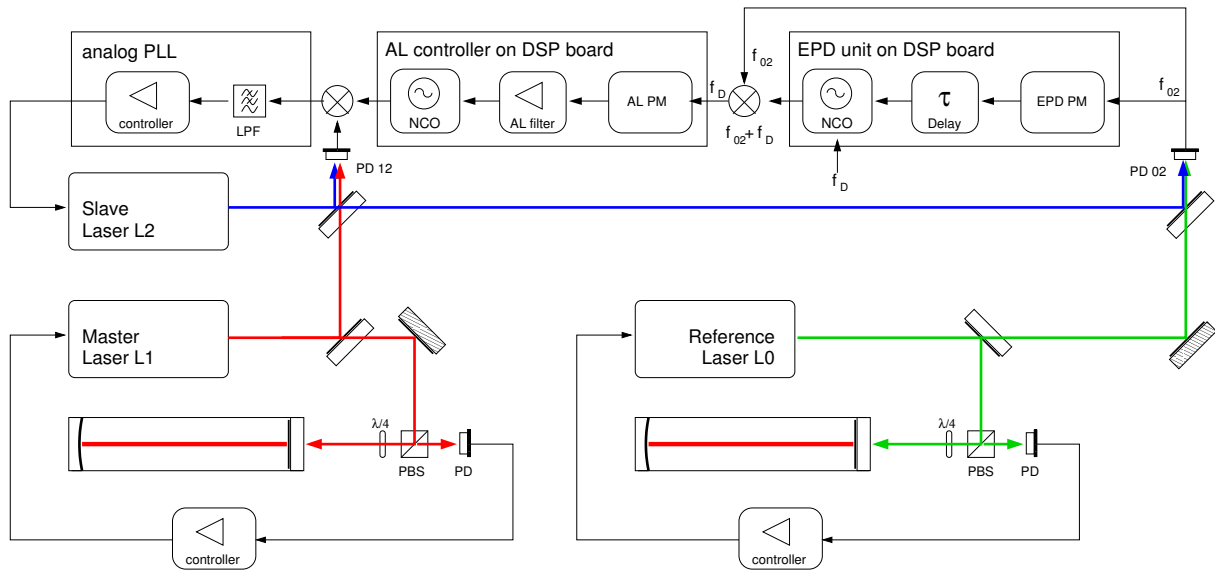 analog PLL
controller
LPF
AL controller on DSP board
NCO
AL filter
AL PM
f D
f 02
f 02 + f D
EPD unit on DSP board
NCO
τ
Delay
EPD PM
f 02
f D
PD 12
PD 02
Slave
Laser L2
Master
Laser L1
Reference
Laser L0
λ/4
PBS
PD
controller
λ/4
PBS
PD
controller